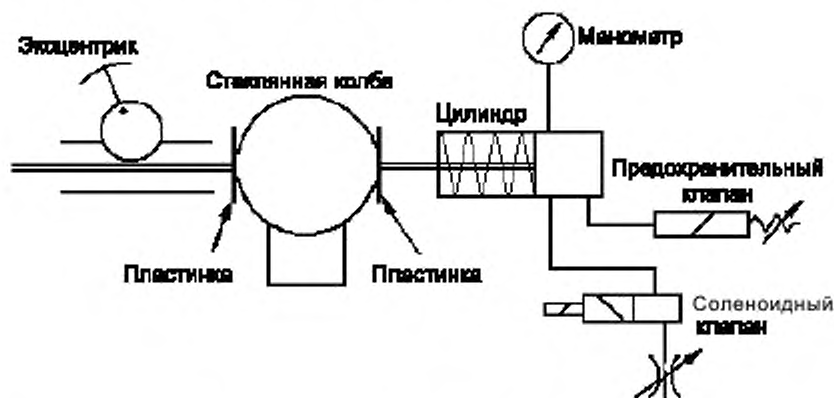 Эксцентрик
Манометр
Стеклянная колба
Цилиндр
Предохранительный
клапан
Пластинка
Пластинка
Соленоидный
клапан